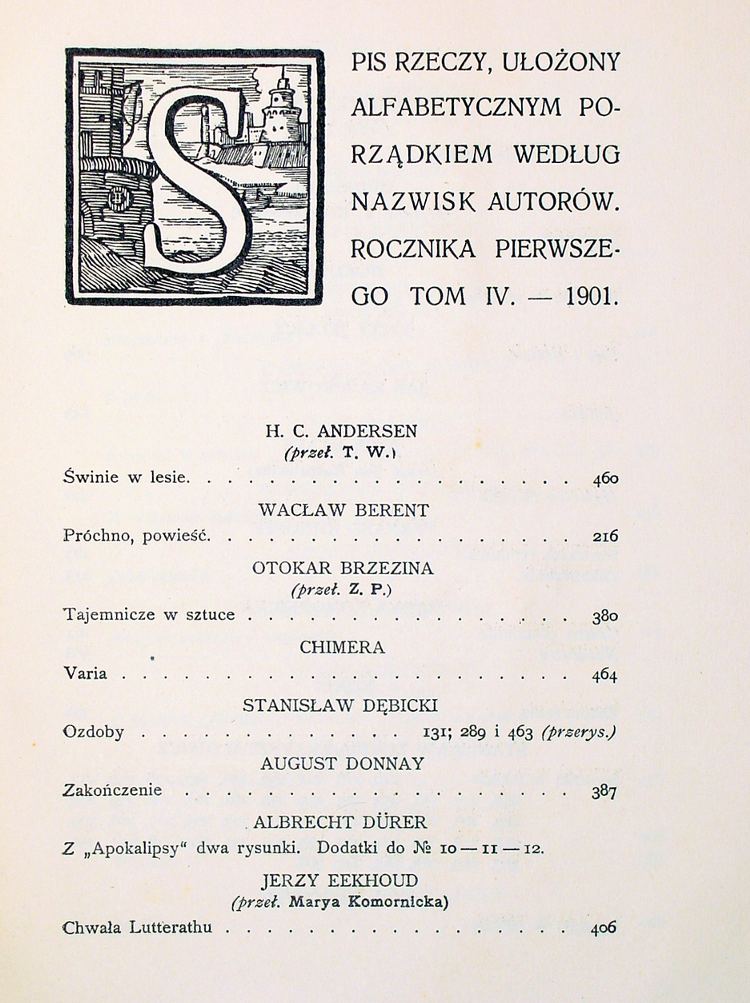 SPIS RZECZY, UŁOŻONY
ALFABETYCZNYM PO-
RZĄDKIEM WEDŁUG
NAZWISK AUTORÓW.
ROCZNIKA PIERWSZE-
GO TOM IV. — 1901.
H. C. ANDERSEN
(przeł. T. W.)
Świnie w lesie. . . . . . . . . . . . . . . . . . 460
WACŁAW BERENT
Próchno, powieść. . . . . . . . . . . . . . . . . 216
OTOKAR BRZEZINA
(przeł. Z. P.)
Tajemnicze w sztuce . . . . . . . . . . . . . . . 380
CHIMERA
Varia . . . . . . . . . . . . . . . . . . . . . 464
STANISŁAW DĘBICKI
Ozdoby . . . . . . . . . . . . . 131; 289 i 463 (przerys.)
AUGUST DONNAY
Zakończenie . . . . . . . . . . . . . . . . . . 387
ALBRECHT DÜRER
Z „Apokalipsy“ dwa rysunki. Dodatki do № 10 — 11 — 12.
JERZY EEKHOUD
(przeł. Marya Komornicka)
Chwała Lutterathu . . . . . . . . . . . . . . . . 406